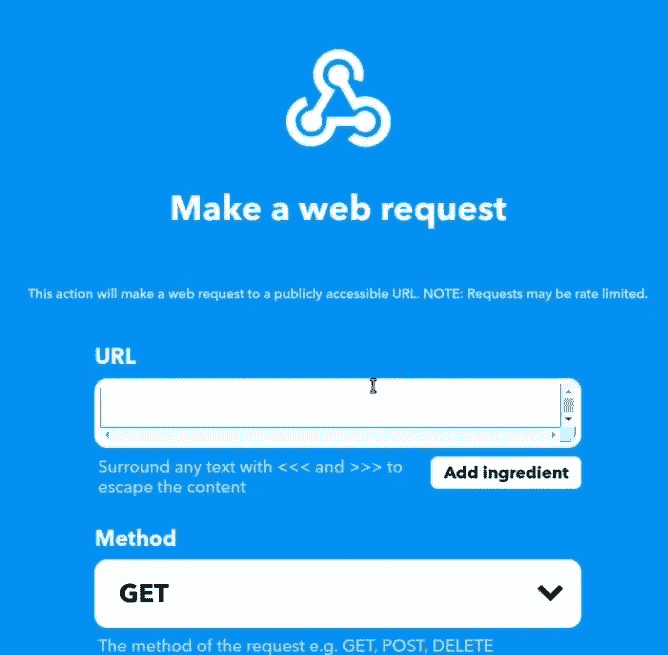 Make a web request
This action will make a web request to a publicly accessible URL. NOTE: Requests may be rate limited.
URL
Surround any text with <<< and >>> to
escape the content
Add ingredient
Method
GET
The method of the request e.g. GET, POST, DELETE